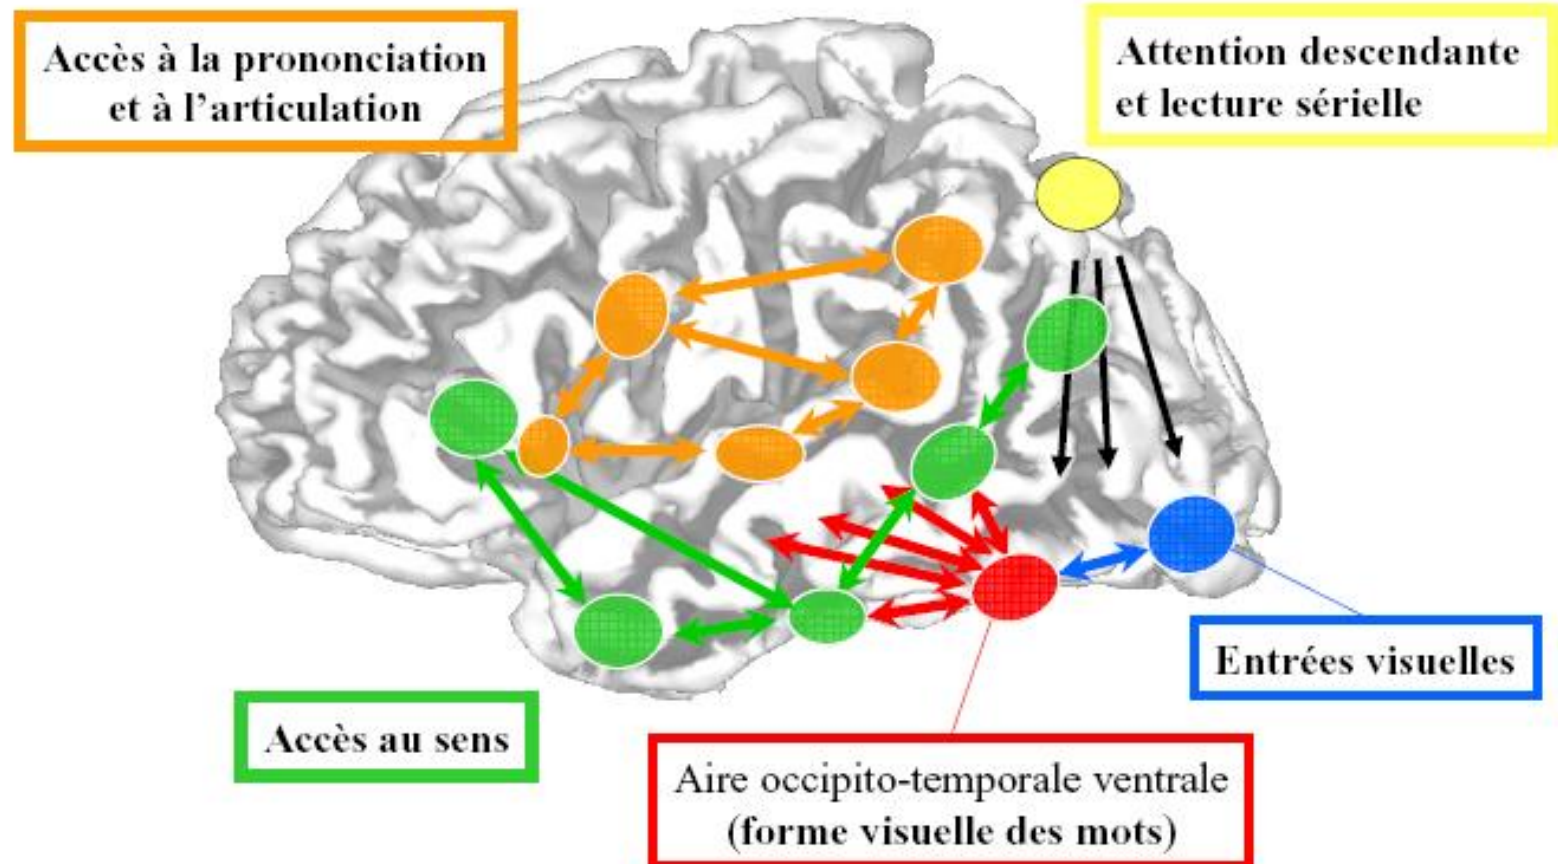 Accès à la prononciation
et à l’articulation
Attention descendante
et lecture sérielle
Entrées visuelles
Accès au sens
Aire occipito-temporale ventrale
(forme visuelle des mots)